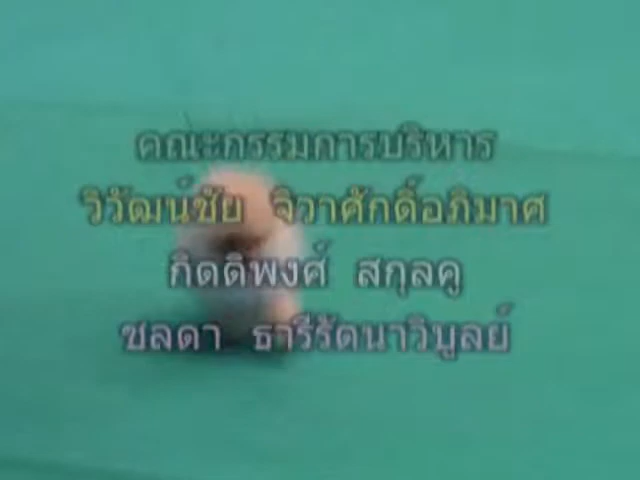 คณะกรรมการบริหาร
วิวัฒน์ชัย จิวาศักดิ์อภิมาศ
กิตติพงศ์ สกุลคู
ชลดา ธารีรัตนาวิบูลย์